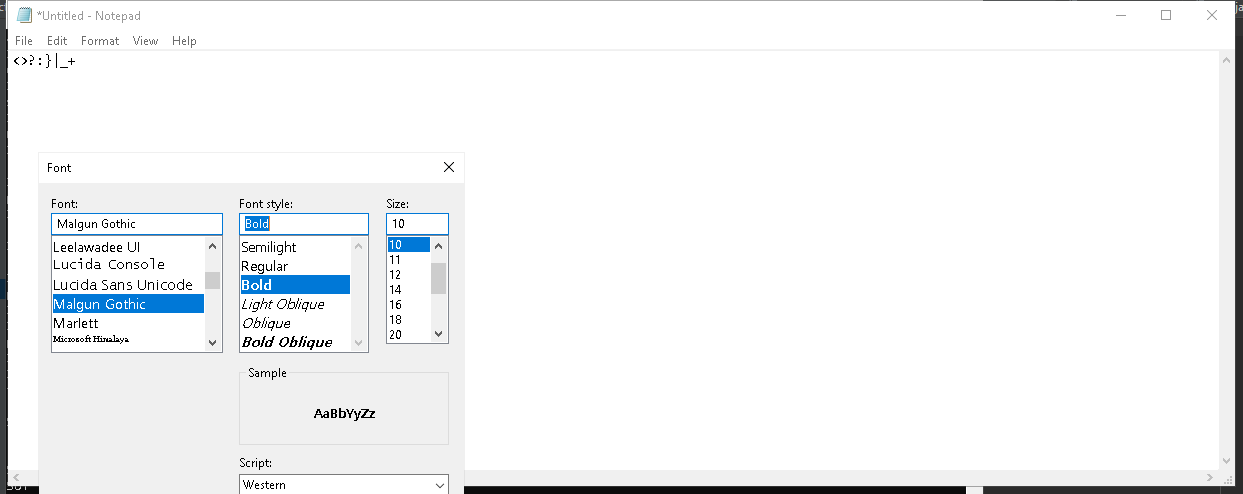 *Untitled - Notepad
File Edit Format View Help
<>?:}|_+
Font
Font: Font style: Size:
Malgun Gothic Bold 10
Leelawadee UI Semilight 10
Lucida Console Regular 11
Lucida Sans Unicode Bold 12
Malgun Gothic Light Oblique 14
Marlett Oblique 16
Microsoft Himalaya Bold Oblique 18
20
Sample
AaBbYyZz
Script:
Western